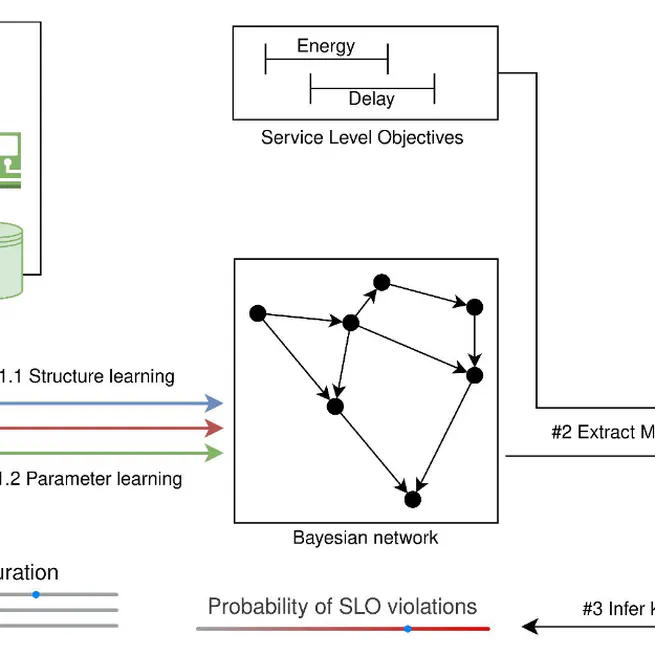 Energy
Delay
Service Level Objectives
1.1 Structure learning
#2 Extract M
1.2 Parameter learning
Bayesian network
uration
Probability of SLO violations
#3 Infer k